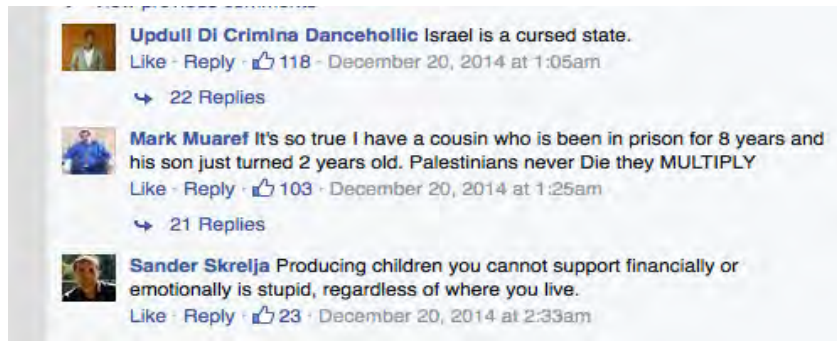 Updull Di Crimina Dancehollic Israel is a cursed state.
Like · Reply · 118 · December 20, 2014 at 1:05am
22 Replies
Mark Muaref It's so true I have a cousin who is been in prison for 8 years and
his son just turned 2 years old. Palestinians never Die they MULTIPLY
Like · Reply · 103 · December 20, 2014 at 1:25am
21 Replies
Sander Skrelja Producing children you cannot support financially or
emotionally is stupid, regardless of where you live.
Like · Reply · 23 · December 20, 2014 at 2:33am